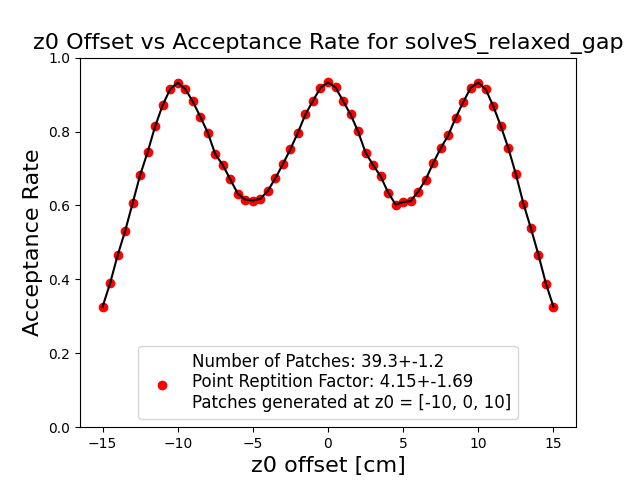 z0 Offset vs Acceptance Rate for solveS_relaxed_gap
1.0
0.8
0.6
0.4
0.2
0.0
Acceptance Rate
Number of Patches: 39.3+-1.2
Point Reptition Factor: 4.15+-1.69
Patches generated at z0 = [-10, 0, 10]
−15 −10 −5 0 5 10 15
z0 offset [cm]